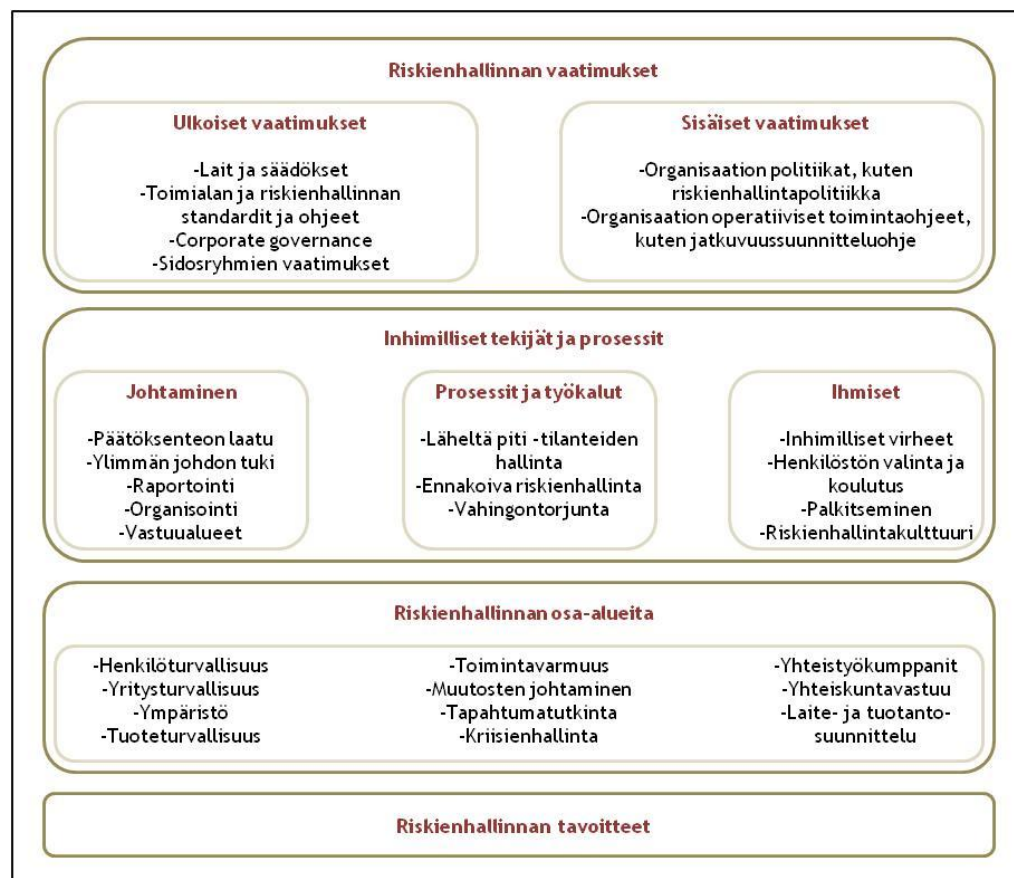 Riskienhallinnan vaatimukset
Ulkoiset vaatimukset
-Lait ja säädökset
-Toimialan ja riskienhallinnan
standardit ja ohjeet
-Corporate governance
-Sidosryhmien vaatimukset
Sisäiset vaatimukset
-Organisaation politiikat, kuten
riskienhallintapolitiikka
-Organisaation operatiiviset toimintaohjeet,
kuten jatkuvuussuunnitteluohje
Inhimilliset tekijät ja prosessit
Johtaminen
-Päätöksenteon laatu
-Ylimmän johdon tuki
-Raportointi
-Organisointi
-Vastuualueet
Prosessit ja työkalut
-Läheltä piti -tilanteiden
hallinta
-Ennakoiva riskienhallinta
-Vahingontorjunta
Ihmiset
-Inhimilliset virheet
-Henkilöstön valinta ja
koulutus
-Palkitseminen
-Riskienhallintakulttuuri
Riskienhallinnan osa-alueita
-Henkilöturvallisuus
-Yritysturvallisuus
-Ympäristö
-Tuoteturvallisuus
-Toimintavarmuus
-Muutosten johtaminen
-Tapahtumatutkinta
-Kriisienhallinta
-Yhteistyökumppanit
-Yhteiskuntavastuu
-Laite- ja tuotanto-
suunnittelu
Riskienhallinnan tavoitteet